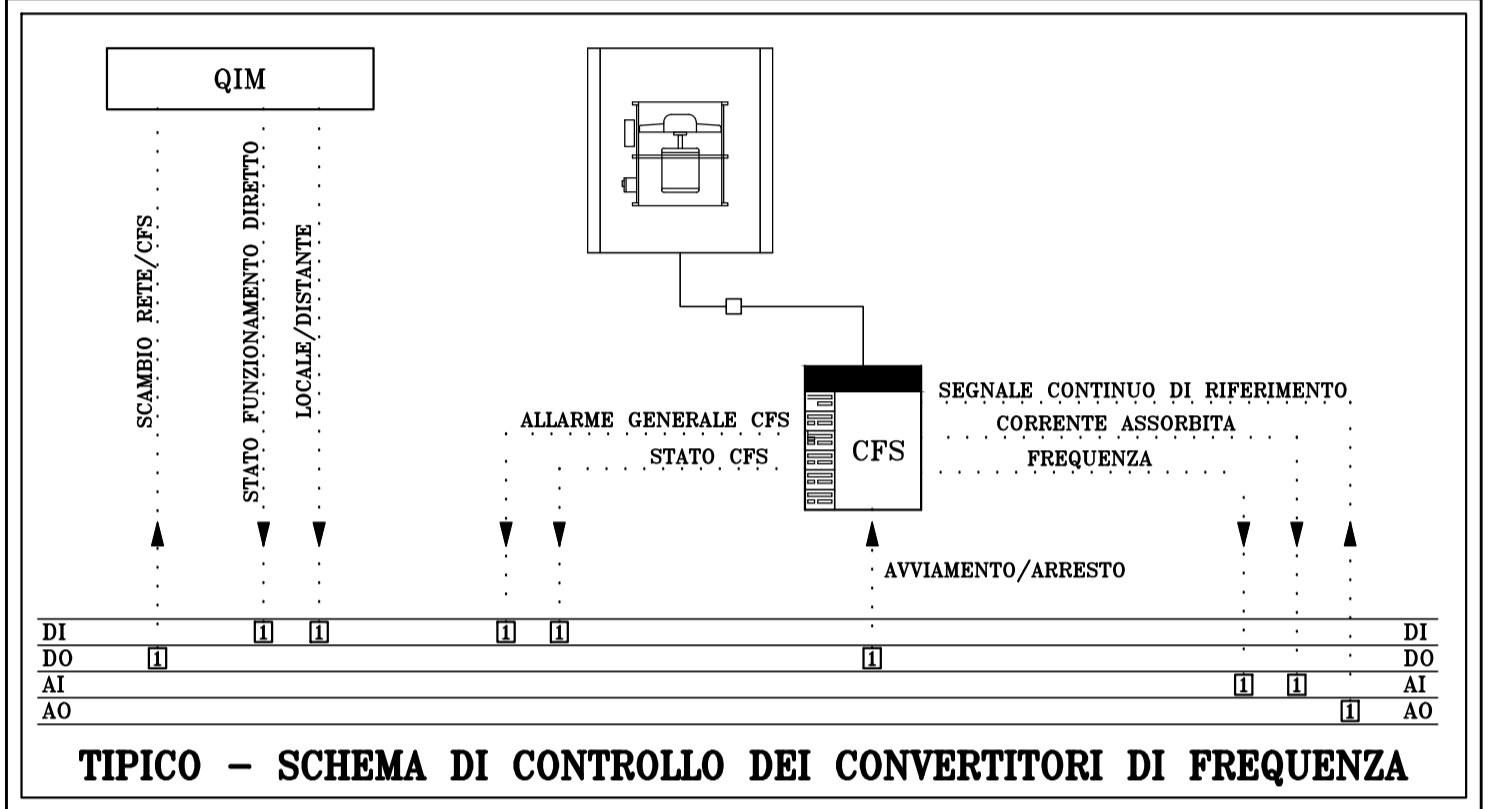 QIM
SCAMBIO RETE/CFS
STATO FUNZIONAMENTO DIRETTO
LOCALE/DISTANTE
ALLARME GENERALE CFS
STATO CFS
CFS
SEGNALE CONTINUO DI RIFERIMENTO
CORRENTE ASSORBITA
FREQUENZA
AVVIAMENTO/ARRESTO
DI 1 1 1 1 DI
DO 1 1 DO
AI 1 1 AI
AO 1 AO
TIPICO – SCHEMA DI CONTROLLO DEI CONVERTITORI DI FREQUENZA